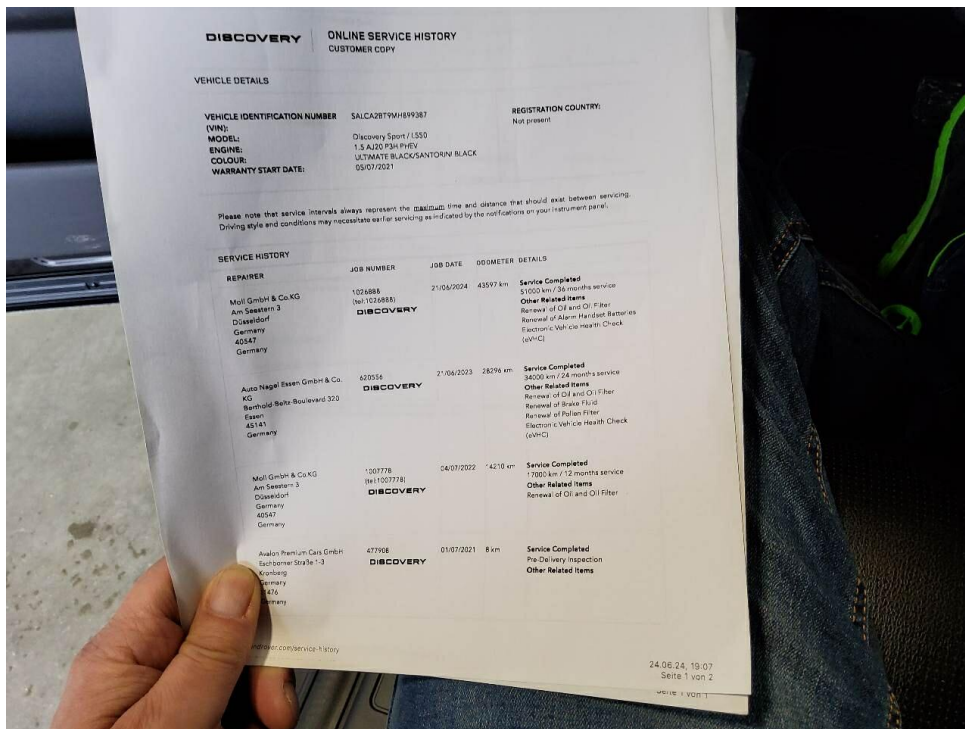 DISCOVERY
ONLINE SERVICE HISTORY
CUSTOMER COPY
VEHICLE DETAILS
VEHICLE IDENTIFICATION NUMBER (VIN): SALCA2BT9MH899387
MODEL: Discovery Sport / L550
ENGINE: 1.5 AJ20 P3H PHEV
COLOUR: ULTIMATE BLACK/SANTORINI BLACK
WARRANTY START DATE: 05/07/2021
REGISTRATION COUNTRY:
Not present
Please note that service intervals always represent the maximum time and distance that should exist between servicing.
Driving style and conditions may necessitate earlier servicing as indicated by the notifications on your instrument panel.
SERVICE HISTORY
REPAIRER JOB NUMBER JOB DATE ODOMETER DETAILS
Moll GmbH & Co.KG 1026888 21/06/2024 43597 km Service Completed
Am Seestern 3 (tel:1026888) 51000 km / 36 months service
Düsseldorf DISCOVERY Other Related Items
Germany Renewal of Oil and Oil Filter
40547 Renewal of Alarm Handset Batteries
Germany Electronic Vehicle Health Check
(eVHC)
Auto Nagel Essen GmbH & Co. 620556 21/06/2023 28296 km Service Completed
KG DISCOVERY 34000 km / 24 months service
Berthold-Beitz-Boulevard 320 Other Related Items
Essen Renewal of Oil and Oil Filter
45141 Renewal of Brake Fluid
Germany Renewal of Pollen Filter
Electronic Vehicle Health Check
(eVHC)
Moll GmbH & Co.KG 1007778 04/07/2022 14210 km Service Completed
Am Seestern 3 (tel:1007778) 17000 km / 12 months service
Düsseldorf DISCOVERY Other Related Items
40547 Renewal of Oil and Oil Filter
Germany
Avalon Premium Cars GmbH 477908 01/07/2021 8 km Service Completed
Eschborner Straße 1-3 DISCOVERY Pre-Delivery Inspection
Kronberg Other Related Items
Germany
1476
Germany
ndrover.com/service-history
24.06.24, 19:07
Seite 1 von 2
Seite 1 von 1